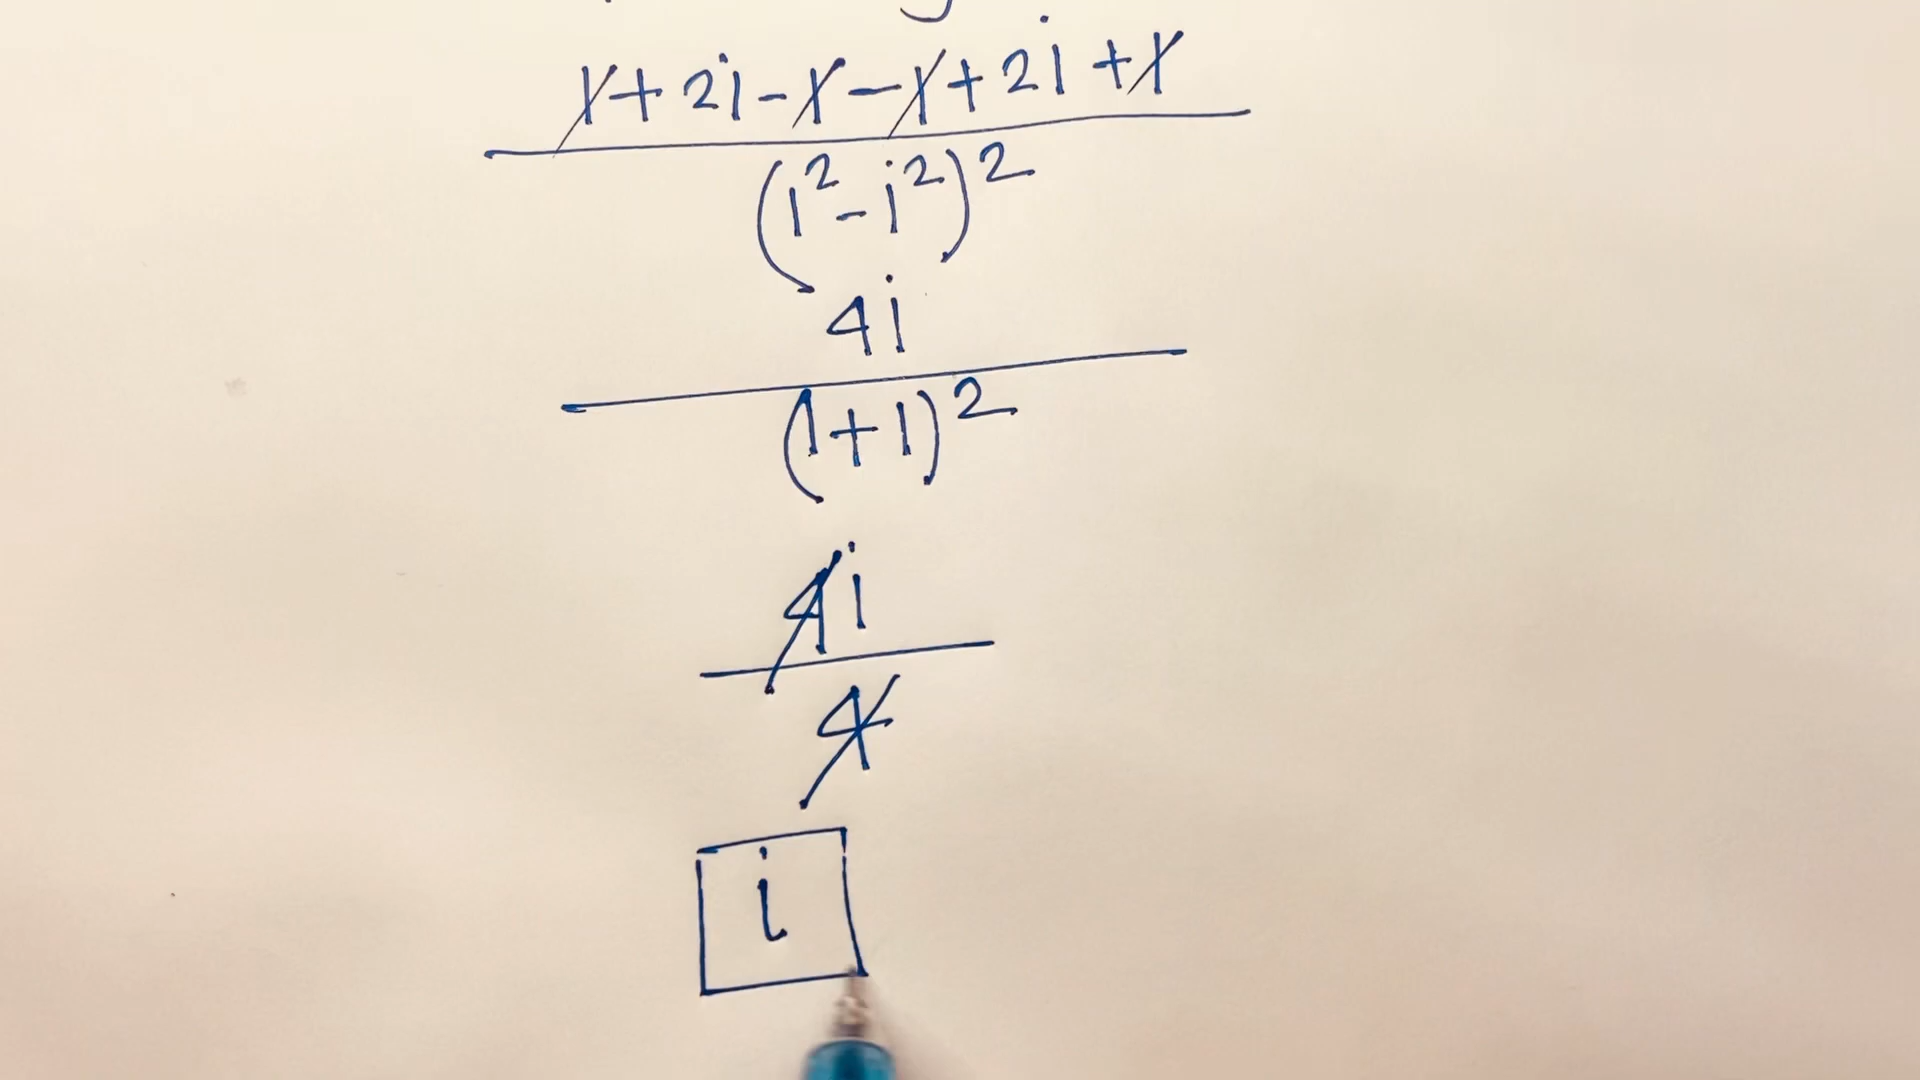 1 + 2i - 1 - 1 + 2i + 1
(1² - i²)²
4i
(1+1)²
4i
4
i